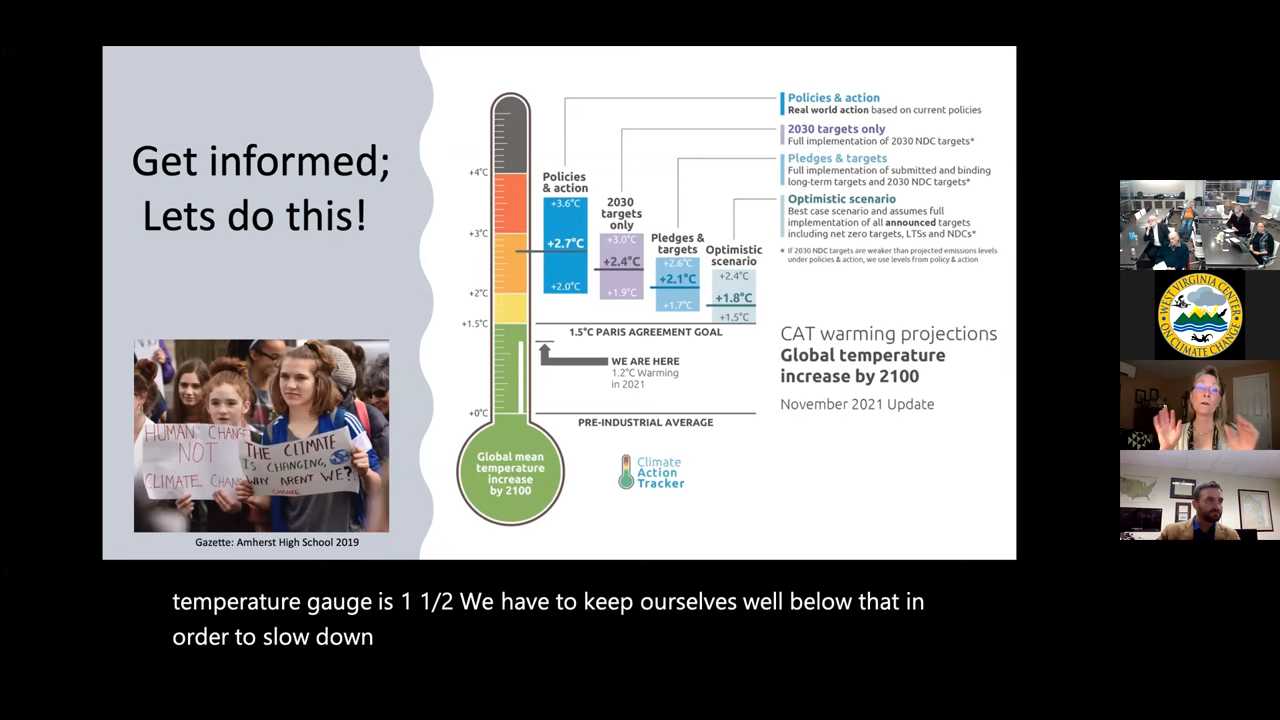 Get informed;
Lets do this!
HUMAN CHANGE
NOT
CLIMATE CHANGE
THE CLIMATE
IS CHANGING,
WHY ARENT WE?
CHANGE
Gazette: Amherst High School 2019
+4°C
+3°C
+2°C
+1.5°C
+0°C
Global mean
temperature
increase
by 2100
Policies
& action
+3.6°C
+2.7°C
+2.0°C
2030
targets
only
+3.0°C
+2.4°C
+1.9°C
Pledges &
targets
+2.6°C
+2.1°C
+1.7°C
Optimistic
scenario
+2.4°C
+1.8°C
+1.5°C
1.5°C PARIS AGREEMENT GOAL
WE ARE HERE
1.2°C Warming
in 2021
PRE-INDUSTRIAL AVERAGE
Climate
Action
Tracker
Policies & action
Real world action based on current policies
2030 targets only
Full implementation of 2030 NDC targets*
Pledges & targets
Full implementation of submitted and binding
long-term targets and 2030 NDC targets*
Optimistic scenario
Best case scenario and assumes full
implementation of all announced targets
including net zero targets, LTSs and NDCs*
* If 2030 NDC targets are weaker than projected emissions levels
under policies & action, we use levels from policy & action
CAT warming projections
Global temperature
increase by 2100
November 2021 Update
WEST VIRGINIA CENTER
ON CLIMATE CHANGE
temperature gauge is 1 1/2 We have to keep ourselves well below that in
order to slow down